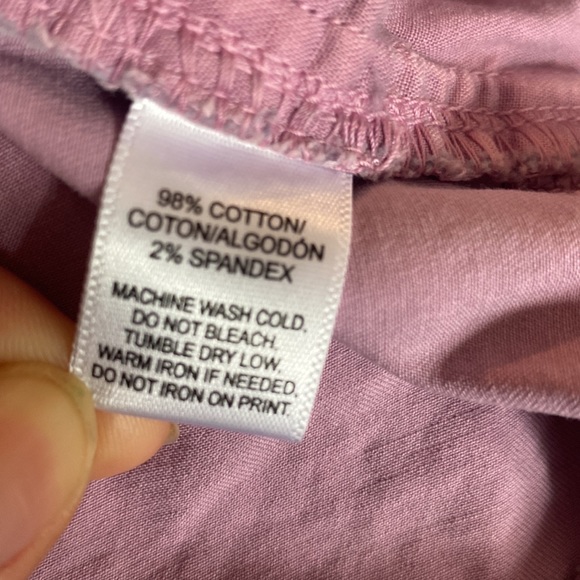 98% COTTON/
COTON/ALGODÓN
2% SPANDEX
MACHINE WASH COLD.
DO NOT BLEACH.
TUMBLE DRY LOW.
WARM IRON IF NEEDED.
DO NOT IRON ON PRINT.